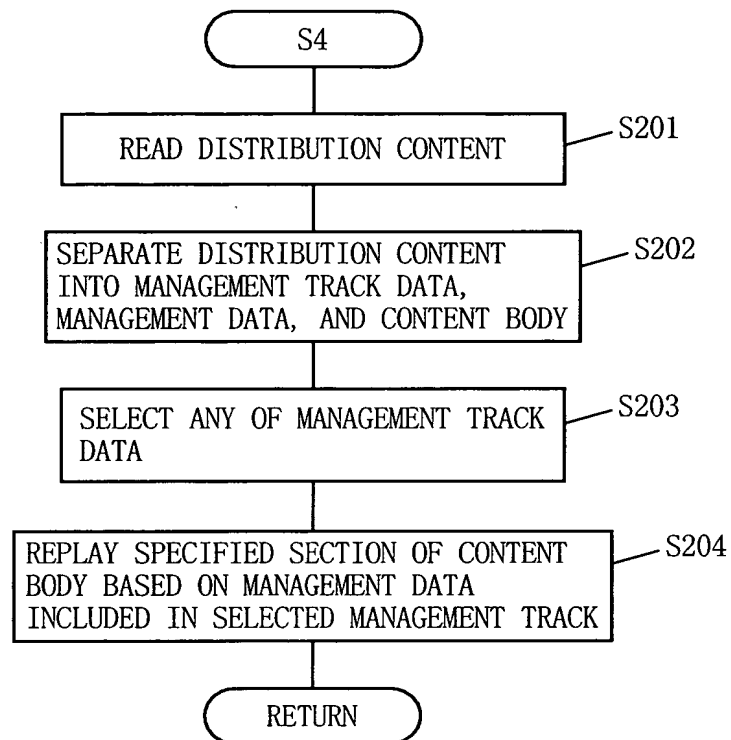 S4
READ DISTRIBUTION CONTENT
S201
SEPARATE DISTRIBUTION CONTENT
INTO MANAGEMENT TRACK DATA,
MANAGEMENT DATA, AND CONTENT BODY
S202
SELECT ANY OF MANAGEMENT TRACK
DATA
S203
REPLAY SPECIFIED SECTION OF CONTENT
BODY BASED ON MANAGEMENT DATA
INCLUDED IN SELECTED MANAGEMENT TRACK
S204
RETURN